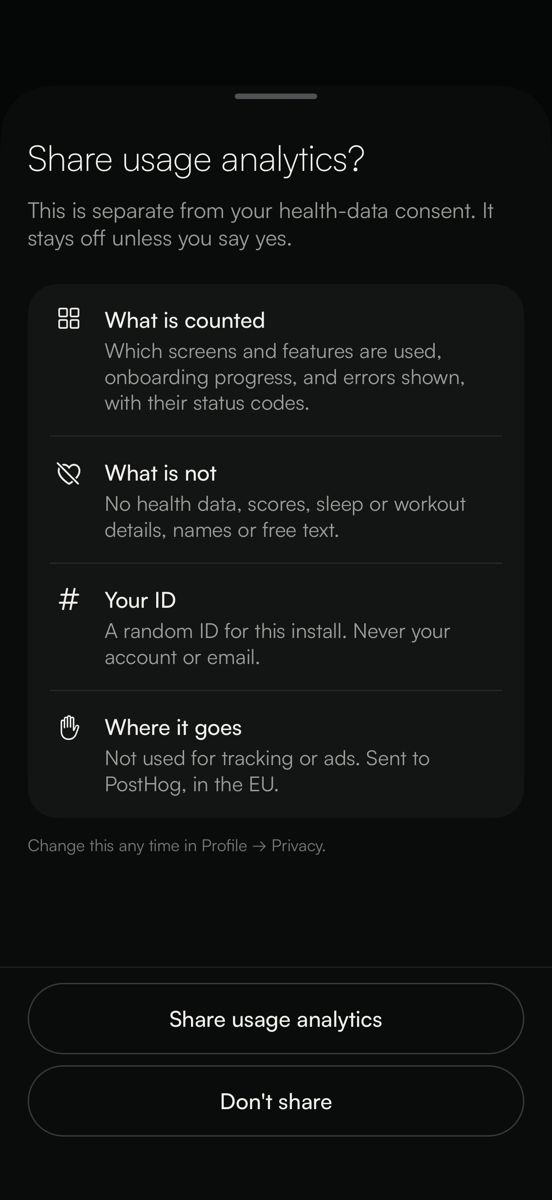 Share usage analytics?
This is separate from your health-data consent. It
stays off unless you say yes.
What is counted
Which screens and features are used,
onboarding progress, and errors shown,
with their status codes.
What is not
No health data, scores, sleep or workout
details, names or free text.
Your ID
A random ID for this install. Never your
account or email.
Where it goes
Not used for tracking or ads. Sent to
PostHog, in the EU.
Change this any time in Profile → Privacy.
Share usage analytics
Don't share